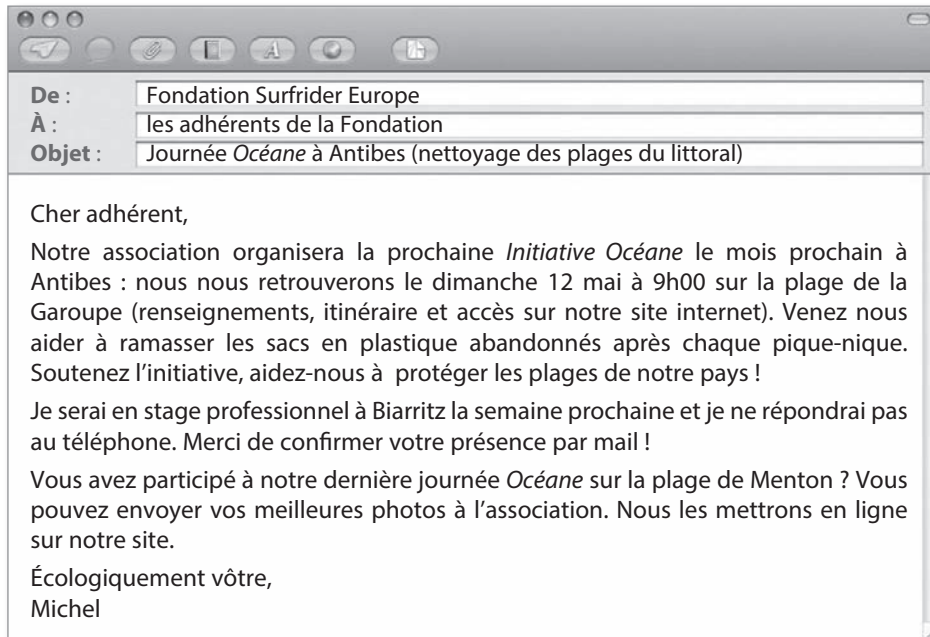 De : Fondation Surfrider Europe
À : les adhérents de la Fondation
Objet : Journée Océane à Antibes (nettoyage des plages du littoral)
Cher adhérent,
Notre association organisera la prochaine Initiative Océane le mois prochain à
Antibes : nous nous retrouverons le dimanche 12 mai à 9h00 sur la plage de la
Garoupe (renseignements, itinéraire et accès sur notre site internet). Venez nous
aider à ramasser les sacs en plastique abandonnés après chaque pique-nique.
Soutenez l'initiative, aidez-nous à protéger les plages de notre pays !
Je serai en stage professionnel à Biarritz la semaine prochaine et je ne répondrai pas
au téléphone. Merci de confirmer votre présence par mail !
Vous avez participé à notre dernière journée Océane sur la plage de Menton ? Vous
pouvez envoyer vos meilleures photos à l'association. Nous les mettrons en ligne
sur notre site.
Écologiquement vôtre,
Michel